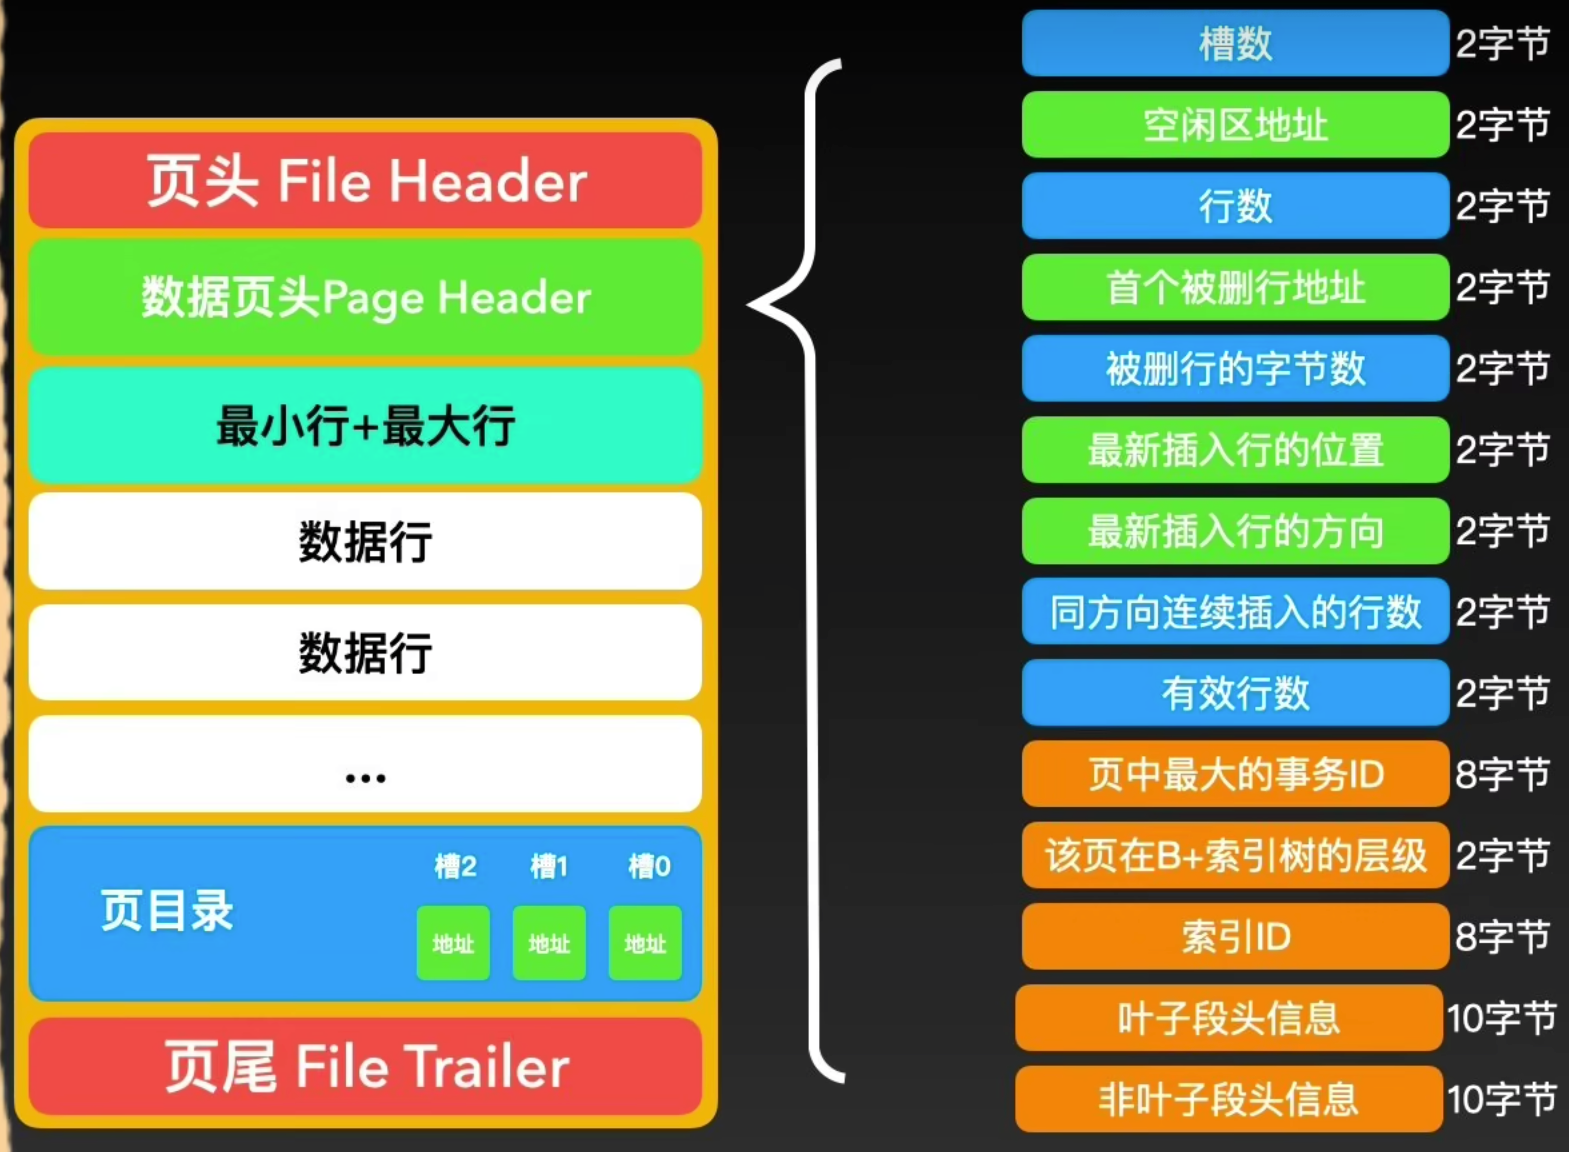 页头 File Header
数据页头Page Header
最小行+最大行
数据行
数据行
...
页目录
槽2
槽1
槽0
地址
地址
地址
页尾 File Trailer
槽数 2字节
空闲区地址 2字节
行数 2字节
首个被删行地址 2字节
被删行的字节数 2字节
最新插入行的位置 2字节
最新插入行的方向 2字节
同方向连续插入的行数 2字节
有效行数 2字节
页中最大的事务ID 8字节
该页在B+索引树的层级 2字节
索引ID 8字节
叶子段头信息 10字节
非叶子段头信息 10字节